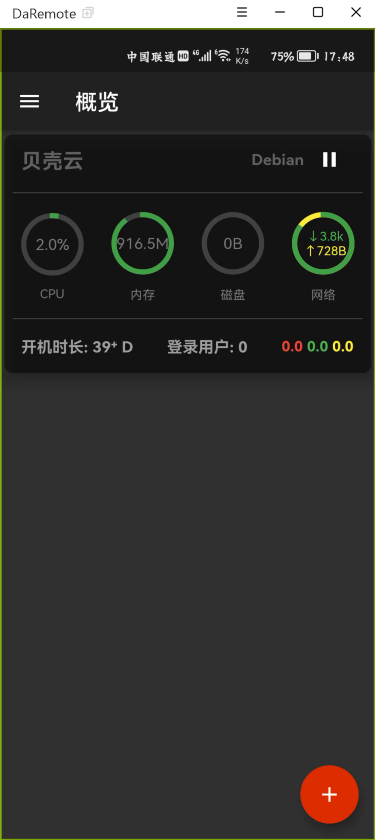 DaRemote
中国联通 HD 4G 6 174 K/s 75% 17:48
概览
贝壳云 Debian
2.0% 916.5M 0B ↓3.8k
↑728B
CPU 内存 磁盘 网络
开机时长: 39⁺ D 登录用户: 0 0.0 0.0 0.0
+